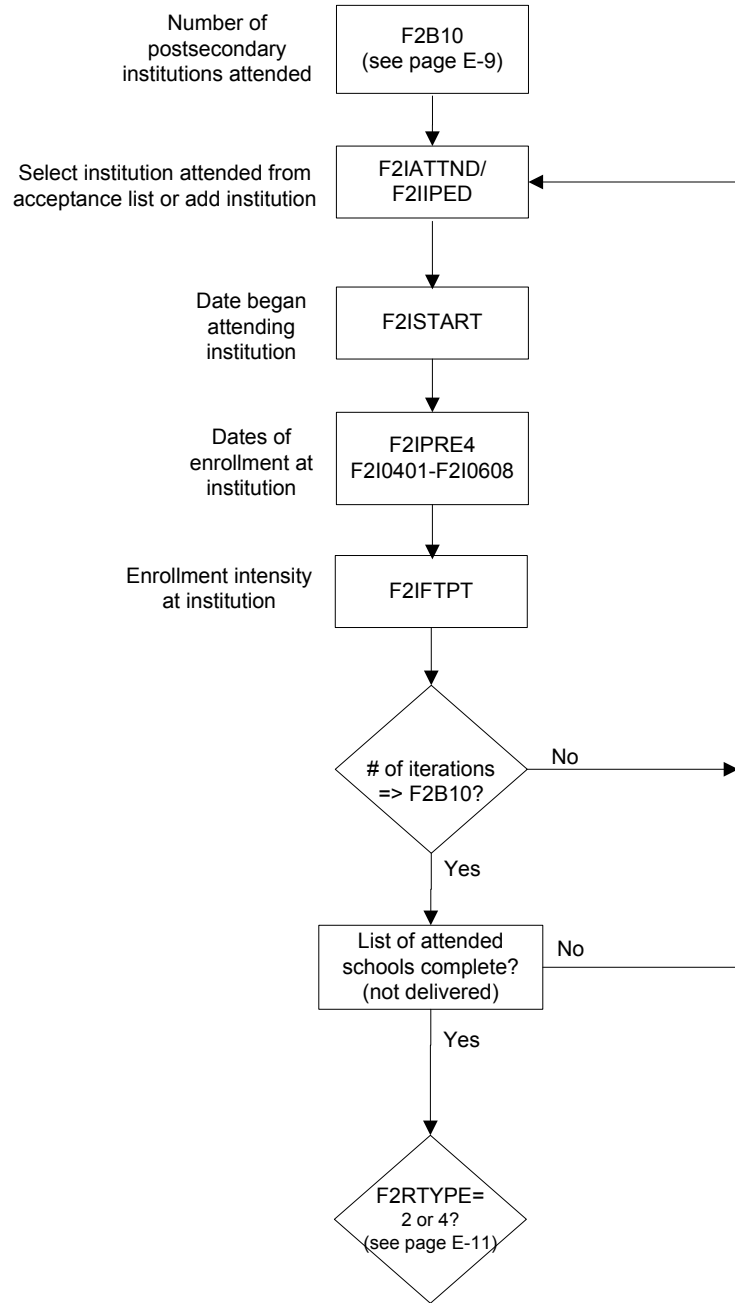 Number of
postsecondary
institutions attended
F2B10
(see page E-9)
Select institution attended from
acceptance list or add institution
F2IATTND/
F2IIPED
Date began
attending
institution
F2ISTART
Dates of
enrollment at
institution
F2IPRE4
F2I0401-F2I0608
Enrollment intensity
at institution
F2IFTPT
# of iterations
=> F2B10?
No
Yes
List of attended
schools complete?
(not delivered)
No
Yes
F2RTYPE=
2 or 4?
(see page E-11)